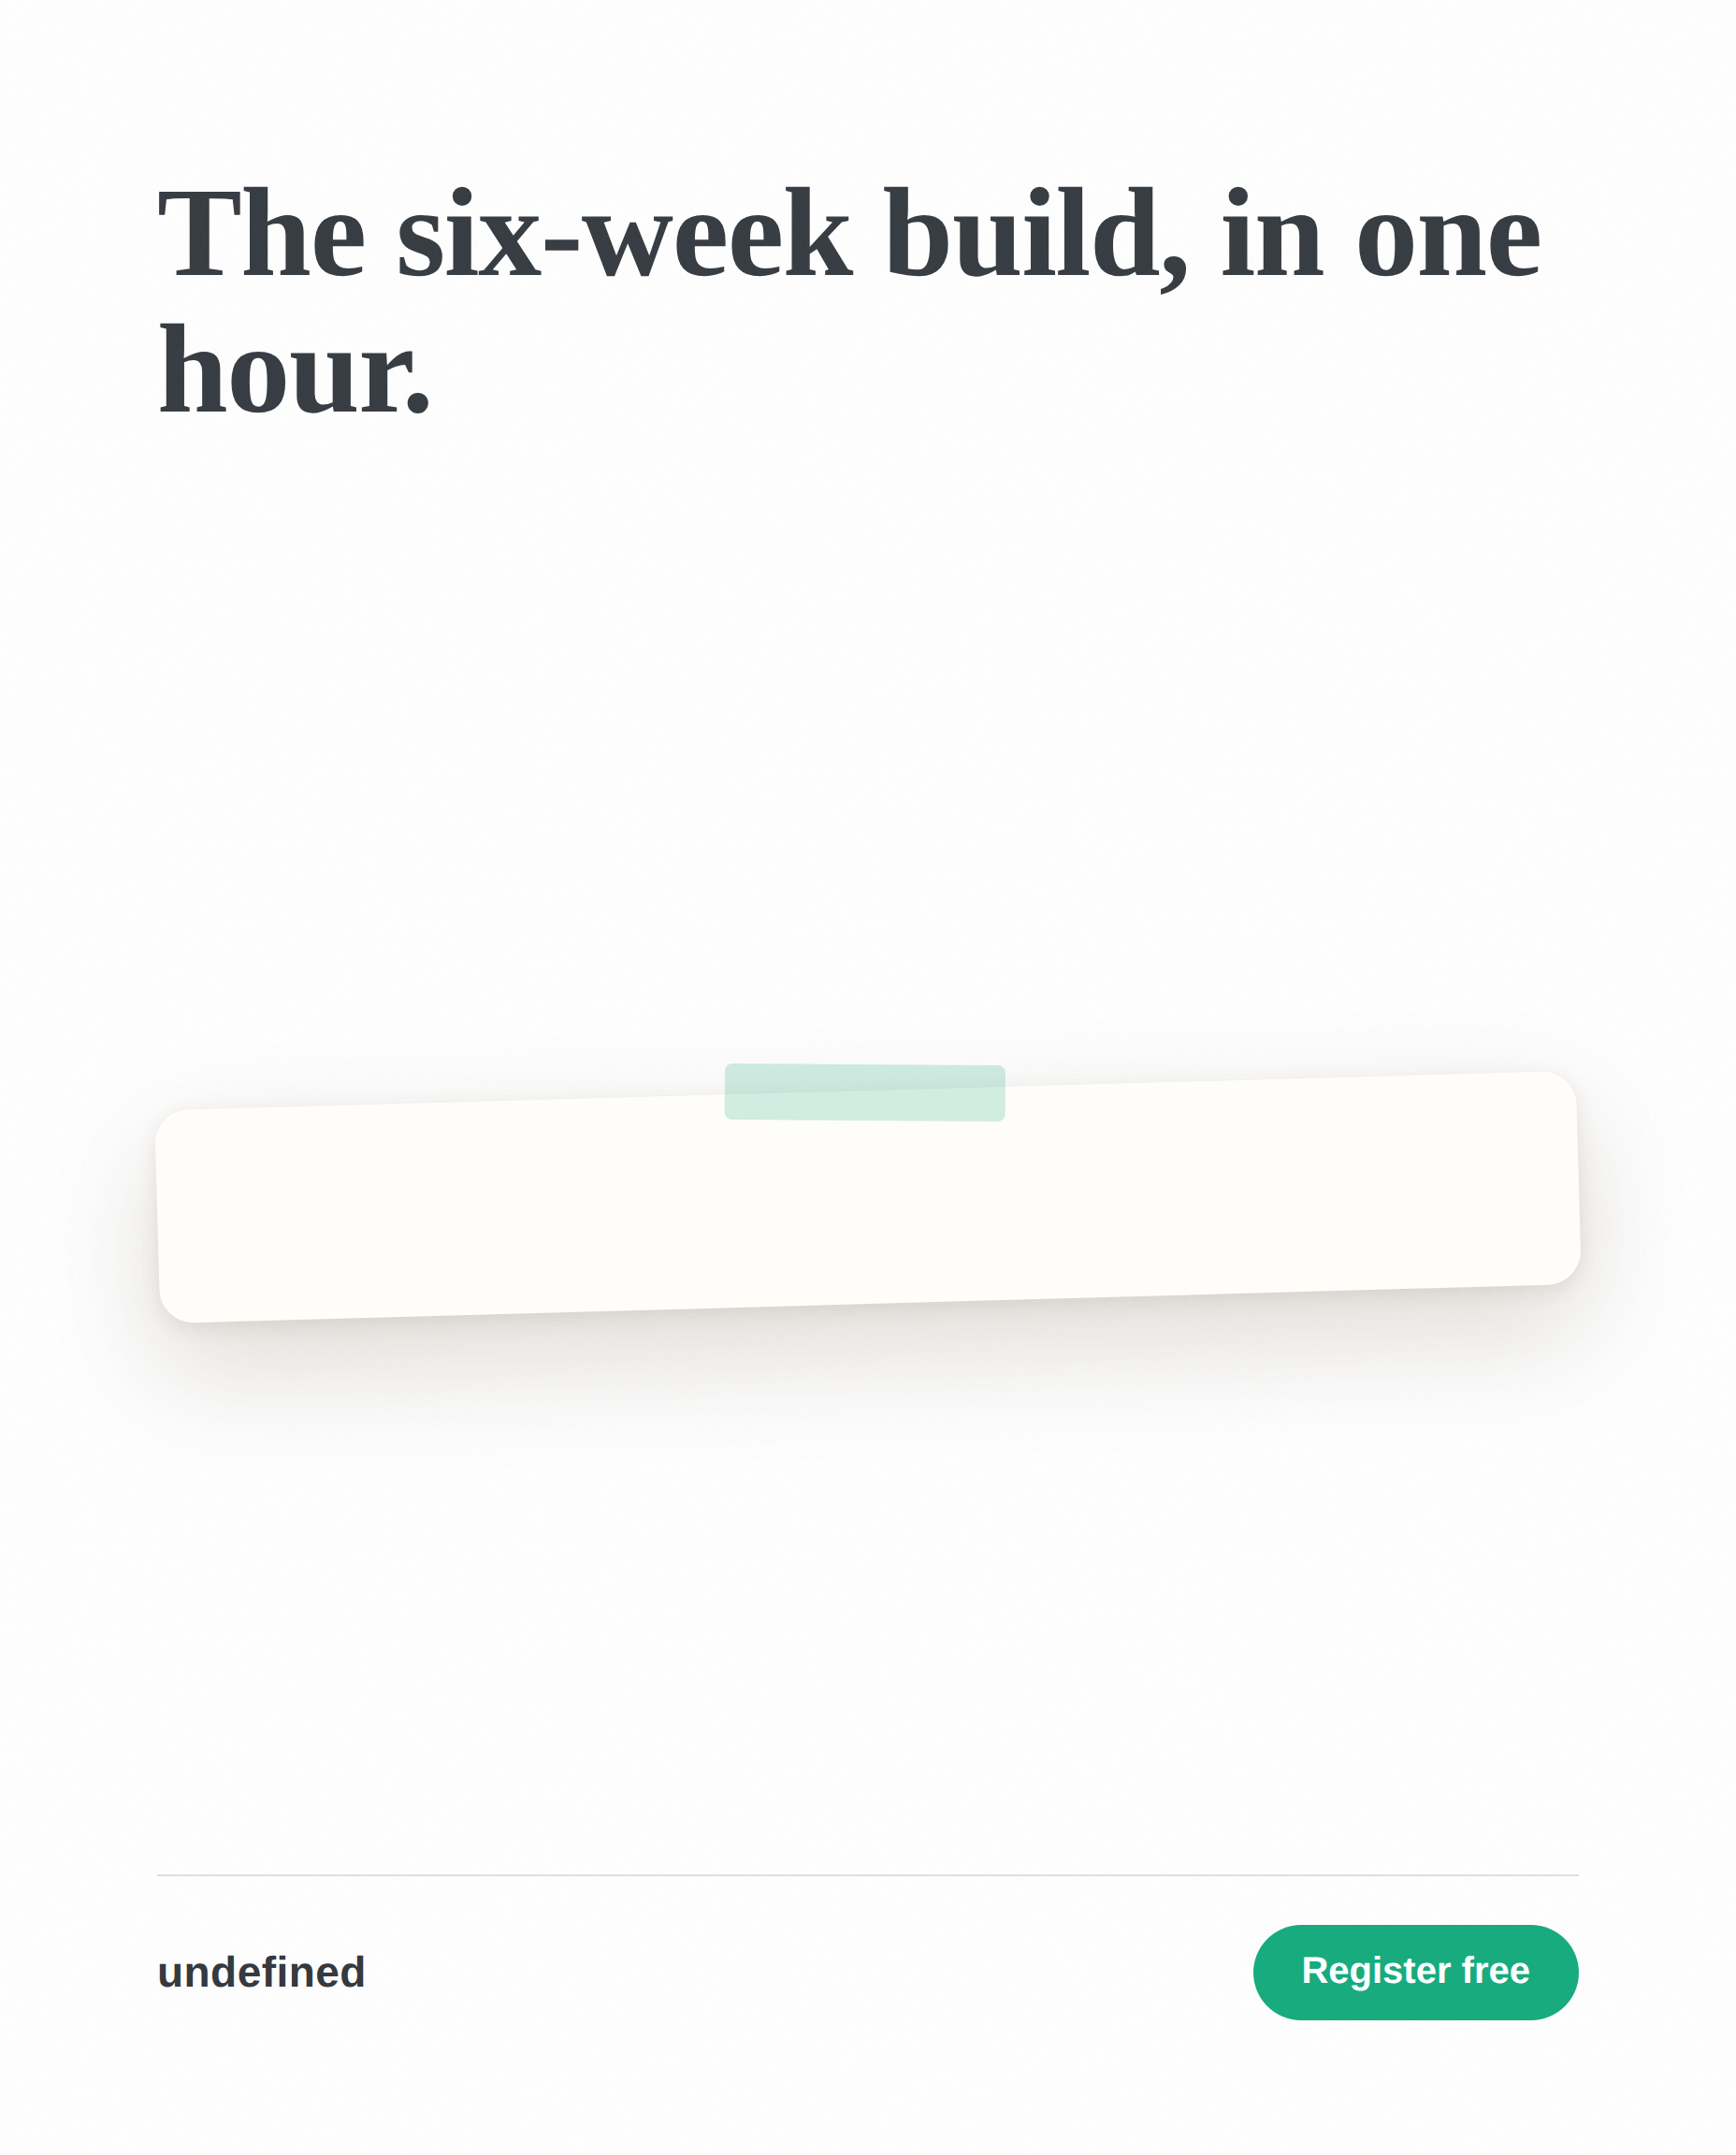 The six-week build, in one
hour.
undefined
Register free